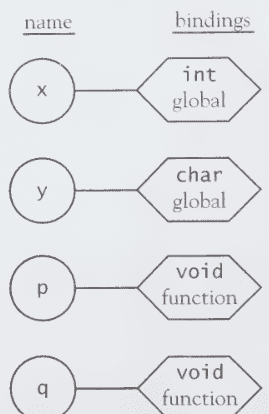 name bindings
x int
global
y char
global
p void
function
q void
function